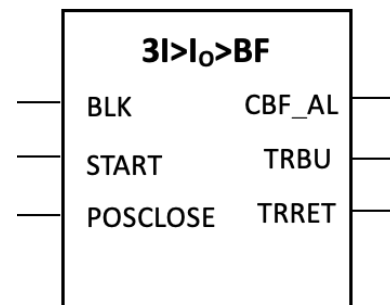 3I>I₀>BF
BLK CBF_AL
START TRBU
POSCLOSE TRRET